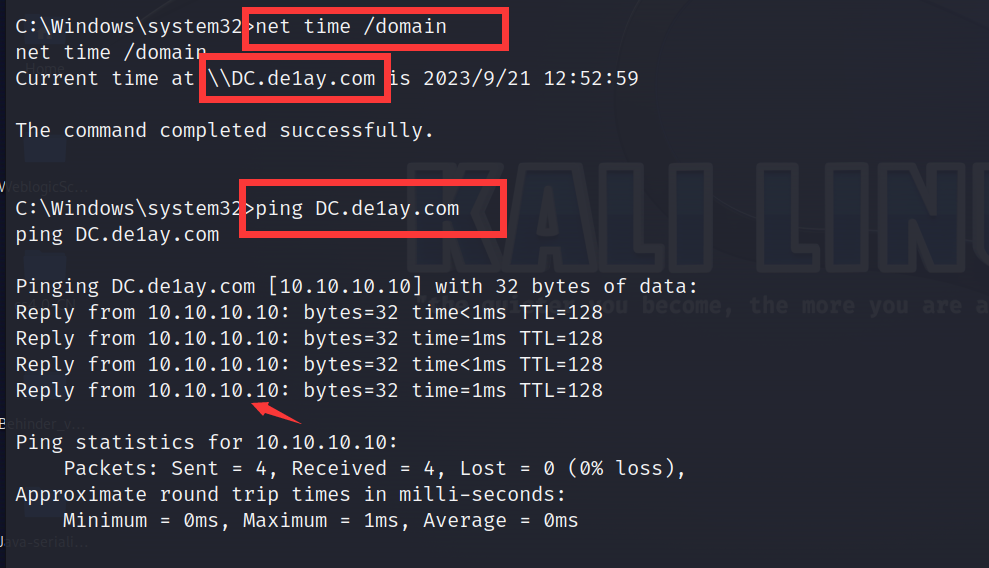 C:\Windows\system32>net time /domain
net time /domain
Current time at \\DC.de1ay.com is 2023/9/21 12:52:59
The command completed successfully.
WeblogicSc...
C:\Windows\system32>ping DC.de1ay.com
ping DC.de1ay.com
KALI LINU
Pinging DC.de1ay.com [10.10.10.10] with 32 bytes of data:
"the quieter you become, the more you are a
Reply from 10.10.10.10: bytes=32 time<1ms TTL=128
Reply from 10.10.10.10: bytes=32 time=1ms TTL=128
Reply from 10.10.10.10: bytes=32 time<1ms TTL=128
Reply from 10.10.10.10: bytes=32 time=1ms TTL=128
Behinder_v...
Ping statistics for 10.10.10.10:
Packets: Sent = 4, Received = 4, Lost = 0 (0% loss),
Approximate round trip times in milli-seconds:
Minimum = 0ms, Maximum = 1ms, Average = 0ms
Java-seriali...